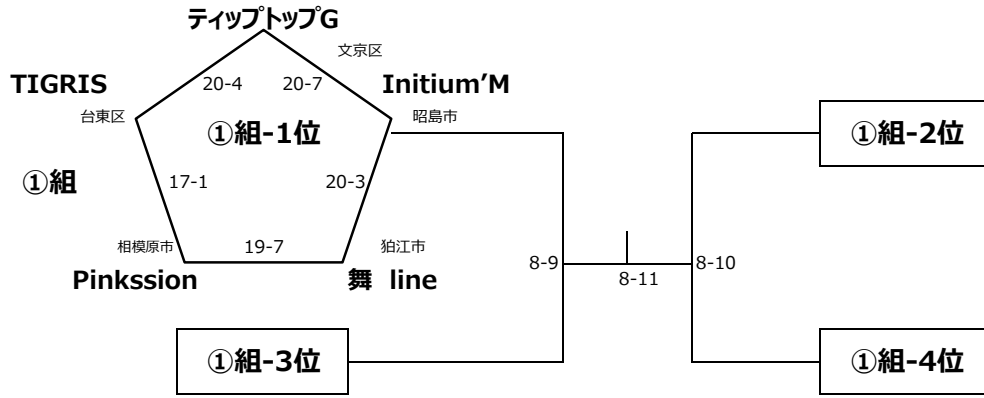 ティップトップG
文京区
TIGRIS
20-4
20-7
Initium’M
台東区
①組-1位
昭島市
①組-2位
①組
17-1
20-3
相模原市
19-7
狛江市
8-9
8-10
Pinkssion
舞 line
8-11
①組-3位
①組-4位